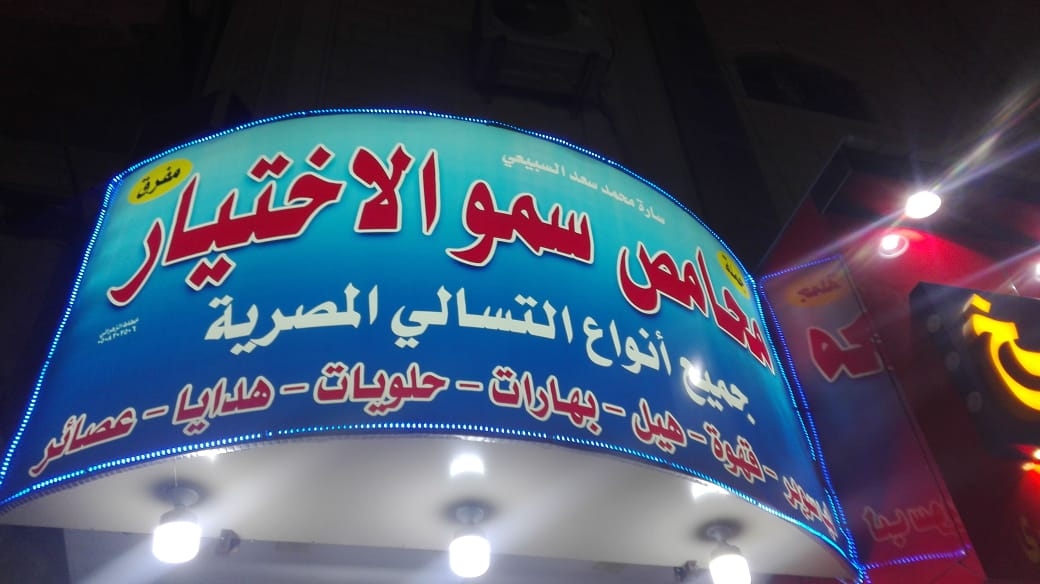 سارة محمد سعد السبيعي
محامص سمو الاختيار
مفرق
جميع أنواع التسالي المصرية
قهوة - هيل - بهارات - حلويات - هدايا - عصائر